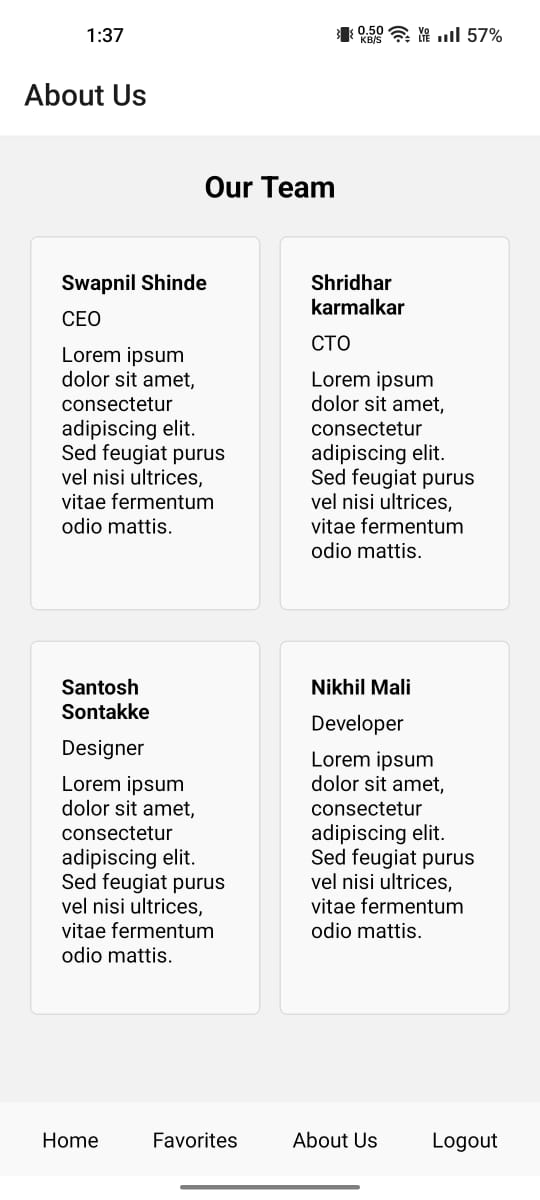 1:37
0.50 KB/S
Vo LTE
57%
About Us
Our Team
Swapnil Shinde
CEO
Lorem ipsum
dolor sit amet,
consectetur
adipiscing elit.
Sed feugiat purus
vel nisi ultrices,
vitae fermentum
odio mattis.
Shridhar
karmalkar
CTO
Lorem ipsum
dolor sit amet,
consectetur
adipiscing elit.
Sed feugiat purus
vel nisi ultrices,
vitae fermentum
odio mattis.
Santosh
Sontakke
Designer
Lorem ipsum
dolor sit amet,
consectetur
adipiscing elit.
Sed feugiat purus
vel nisi ultrices,
vitae fermentum
odio mattis.
Nikhil Mali
Developer
Lorem ipsum
dolor sit amet,
consectetur
adipiscing elit.
Sed feugiat purus
vel nisi ultrices,
vitae fermentum
odio mattis.
Home Favorites About Us Logout